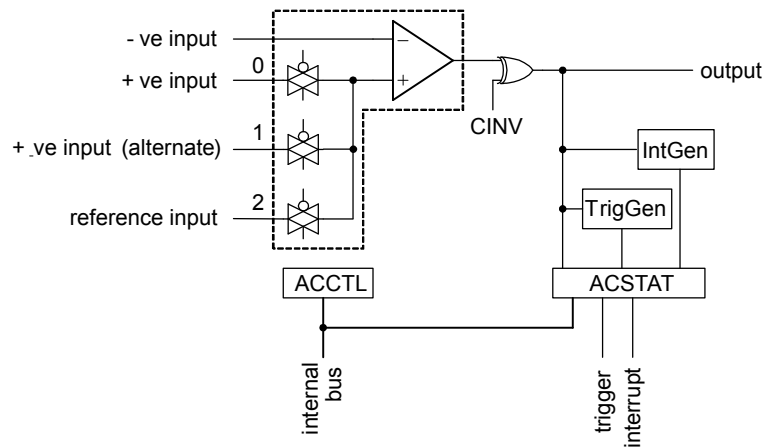 - ve input
−
+ ve input
0
+
output
CINV
1
+ -ve input (alternate)
IntGen
2
reference input
TrigGen
ACCTL
ACSTAT
internal
bus
trigger
interrupt